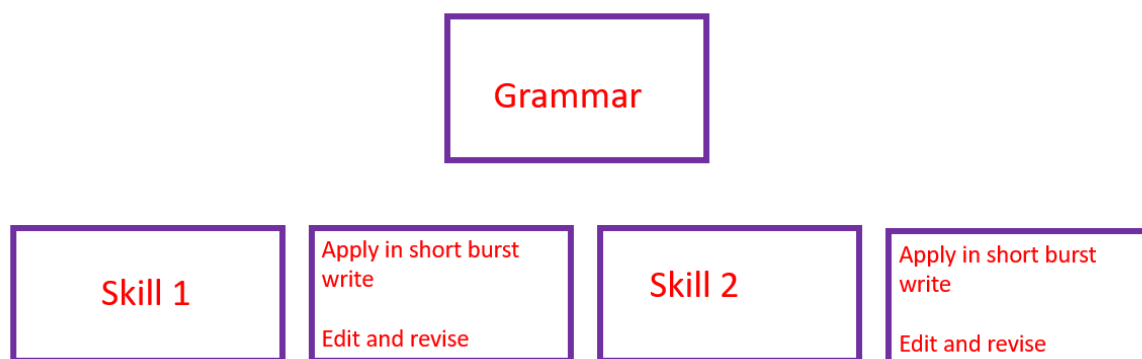 Grammar
Skill 1
Apply in short burst
write
Edit and revise
Skill 2
Apply in short burst
write
Edit and revise